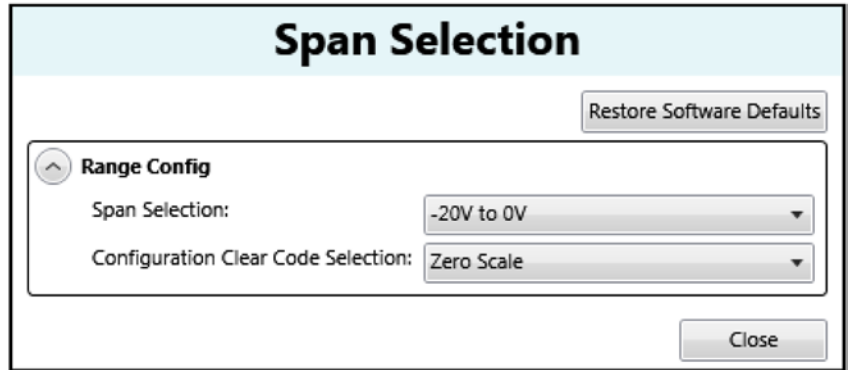 Span Selection
Restore Software Defaults
Range Config
Span Selection: -20V to 0V
Configuration Clear Code Selection: Zero Scale
Close